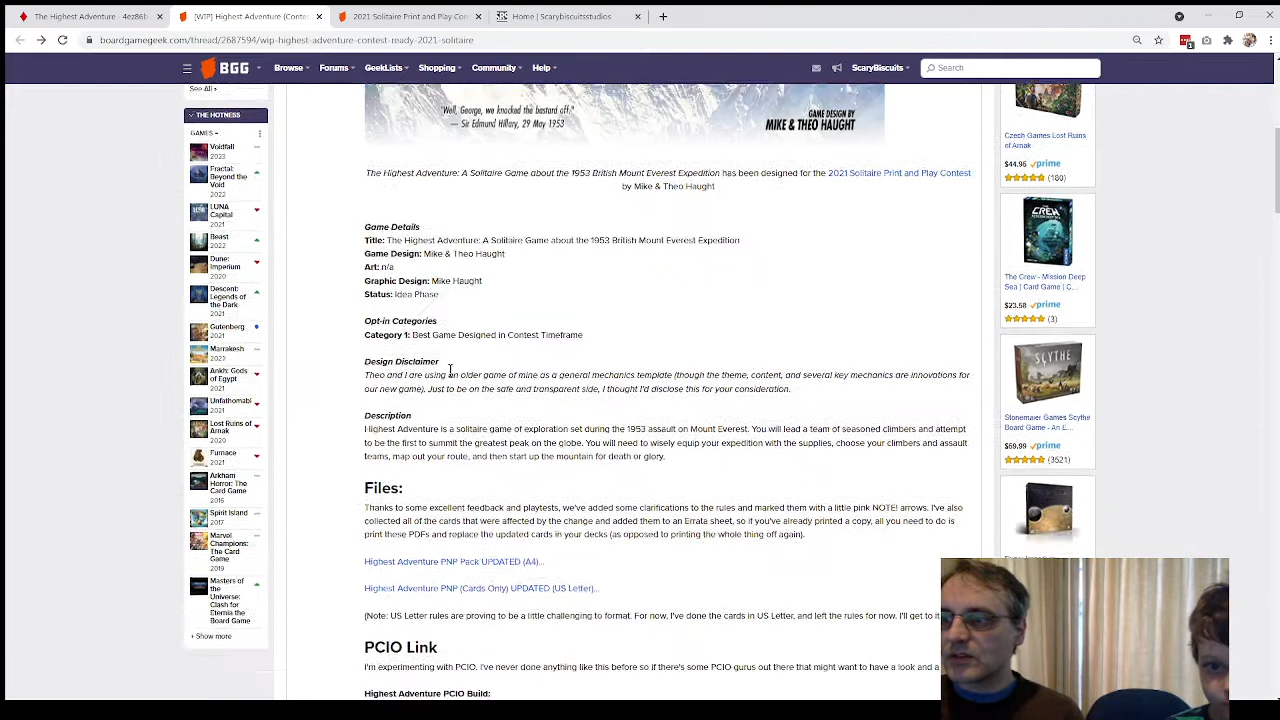 The Highest Adventure - 4ez86b
[WIP] Highest Adventure (Contes
2021 Solitaire Print and Play Con
Home | Scarybiscuitsstudios
boardgamegeek.com/thread/2687594/wip-highest-adventure-contest-ready-2021-solitaire
BGG Browse Forums GeekLists Shopping Community Help ScaryBiscuits Search
See All »
THE HOTNESS
GAMES
Voidfall
2023
Fractal:
Beyond the
Void
2022
LUNA
Capital
2021
Beast
2022
Dune:
Imperium
2020
Descent:
Legends of
the Dark
2021
Gutenberg
2021
Marrakesh
Ankh: Gods
of Egypt
2021
Unfathomabl
2021
Lost Ruins of
Arnak
2020
Furnace
2021
Arkham
Horror: The
Card Game
2016
Spirit Island
2017
Marvel
Champions:
The Card
Game
2019
Masters of
the
Universe:
Clash for
Eternia the
Board Game
+ Show more
"Well, George, we knocked the bastard off."
— Sir Edmund Hillary, 29 May 1953
GAME DESIGN BY
MIKE & THEO HAUGHT
The Highest Adventure: A Solitaire Game about the 1953 British Mount Everest Expedition has been designed for the 2021 Solitaire Print and Play Contest
by Mike & Theo Haught
Game Details
Title: The Highest Adventure: A Solitaire Game about the 1953 British Mount Everest Expedition
Game Design: Mike & Theo Haught
Art: n/a
Graphic Design: Mike Haught
Status: Idea Phase
Opt-in Categories
Category 1: Best Game Designed in Contest Timeframe
Design Disclaimer
Theo and I are using an older game of mine as a general mechanics template (though the theme, content, and several key mechanics are innovations for
our new game). Just to be on the safe and transparent side, I thought I'd disclose this for your consideration.
Description
Highest Adventure is a solitaire game of exploration set during the 1953 assault on Mount Everest. You will lead a team of seasoned climbers and attempt
to be the first to summit the greatest peak on the globe. You will need to wisely equip your expedition with the supplies, choose your climbers and assault
teams, map out your route, and then start up the mountain for death or glory.
Files:
Thanks to some excellent feedback and playtests, we've added some clarifications to the rules and marked them with a little pink NOTE! arrows. I've also
collected all of the cards that were affected by the change and added them to an Errata sheet, so if you've already printed a copy, all you need to do is
print these PDFs and replace the updated cards in your decks (as opposed to printing the whole thing off again).
Highest Adventure PNP Pack UPDATED (A4)...
Highest Adventure PNP (Cards Only) UPDATED (US Letter)...
(Note: US Letter rules are proving to be a little challenging to format. For now, I've done the cards in US Letter, and left the rules for now. I'll get to it
PCIO Link
I'm experimenting with PCIO. I've never done anything like this before so if there's some PCIO gurus out there that might want to have a look and a
Highest Adventure PCIO Build:
Czech Games Lost Ruins
of Arnak
$44.95 prime
(180)
THE CREW
The Crew - Mission Deep
Sea | Card Game | C...
$23.58 prime
(3)
SCYTHE
Stonemaier Games Scythe
Board Game - An E...
$69.99 prime
(3521)